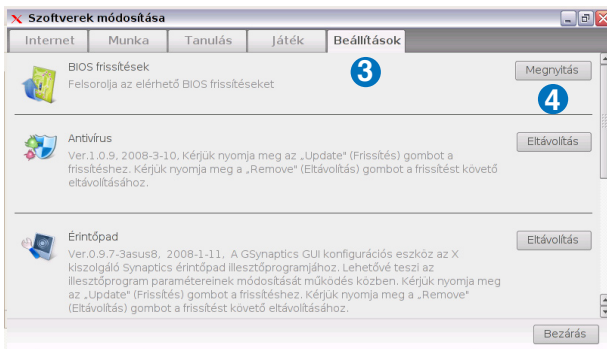 Szoftverek módosítása
Internet Munka Tanulás Játék Beállítások
3
BIOS frissítések
Felsorolja az elérhető BIOS frissítéseket
Megnyitás
4
Antivírus
Ver.1.0.9, 2008-3-10, Kérjük nyomja meg az „Update" (Frissítés) gombot a
frissítéshez. Kérjük nyomja meg a „Remove" (Eltávolítás) gombot a frissítést követő
eltávolításához.
Eltávolítás
Érintőpad
Ver.0.9.7-3asus8, 2008-1-11, A GSynaptics GUI konfigurációs eszköz az X
kiszolgáló Synaptics érintőpad illesztőprogramjához. Lehetővé teszi az
illesztőprogram paramétereinek módosítását működés közben. Kérjük nyomja meg
az „Update" (Frissítés) gombot a frissítéshez. Kérjük nyomja meg a „Remove"
(Eltávolítás) gombot a frissítést követő eltávolításához.
Eltávolítás
Bezárás